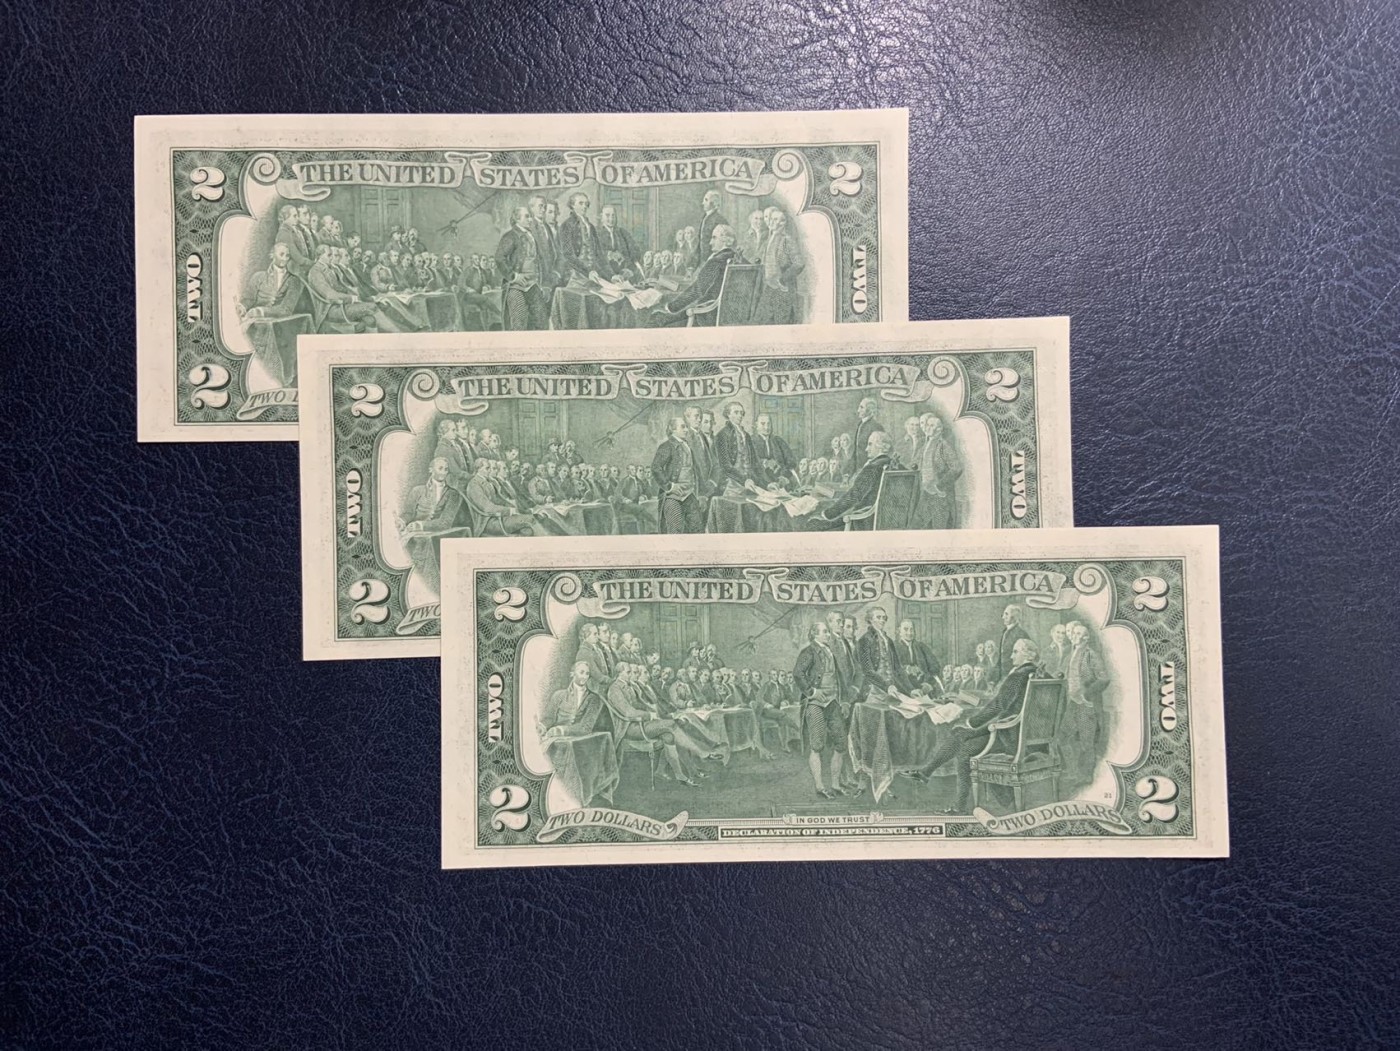 2 THE UNITED STATES OF AMERICA 2
TWO TWO
2 TWO D
2 THE UNITED STATES OF AMERICA 2
TWO TWO
2 TWO
2 THE UNITED STATES OF AMERICA 2
TWO TWO
2 TWO DOLLARS IN GOD WE TRUST TWO DOLLARS 2
DECLARATION OF INDEPENDENCE, 1776